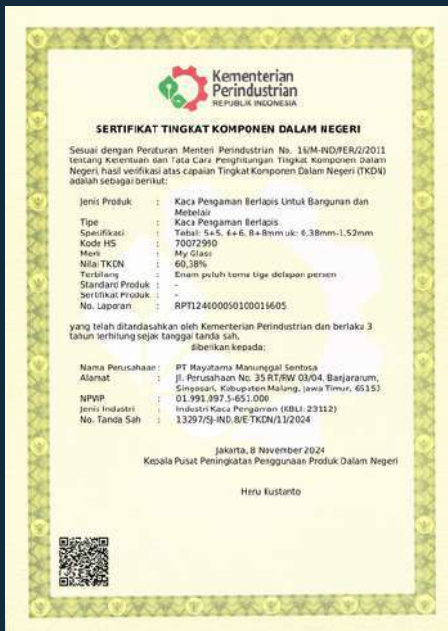 Kementerian
Perindustrian
REPUBLIK INDONESIA
SERTIFIKAT TINGKAT KOMPONEN DALAM NEGERI
Sesuai dengan Peraturan Menteri Perindustrian No. 16/M-IND/PER/2/2011
tentang Ketentuan dan Tata Cara Penghitungan Tingkat Komponen Dalam
Negeri, hasil verifikasi atas capaian Tingkat Komponen Dalam Negeri (TKDN)
adalah sebagai berikut:
Jenis Produk : Kaca Pengaman Berlapis Untuk Bangunan dan
Mebelair
Tipe : Kaca Pengaman Berlapis
Spesifikasi : Tebal: 5+5, 6+6, 8+8mm uk: 0,38mm-1,52mm
Kode HS : 70072990
Merk : My Glass
Nilai TKDN : 60,38%
Terbilang : Enam puluh koma tiga delapan persen
Standard Produk : -
Sertifikat Produk : -
No. Laporan :
yang telah ditandasahkan oleh Kementerian Perindustrian dan berlaku 3
tahun terhitung sejak tanggal tanda sah,
diberikan kepada:
Nama Perusahaan : PT Mayatama Manunggal Sentosa
Alamat : Jl. Perusahaan No. 35 RT/RW 03/04, Banjararum,
Singosari, Kabupaten Malang, Jawa Timur, 65153
NPWP : 01.991.997.5-651.000
Jenis Industri : Industri Kaca Pengaman (KBLI: 23112)
No. Tanda Sah : 13297/SJ-IND.8/E-TKDN/11/2024
Jakarta, 8 November 2024
Kepala Pusat Peningkatan Penggunaan Produk Dalam Negeri
Heru Kustanto